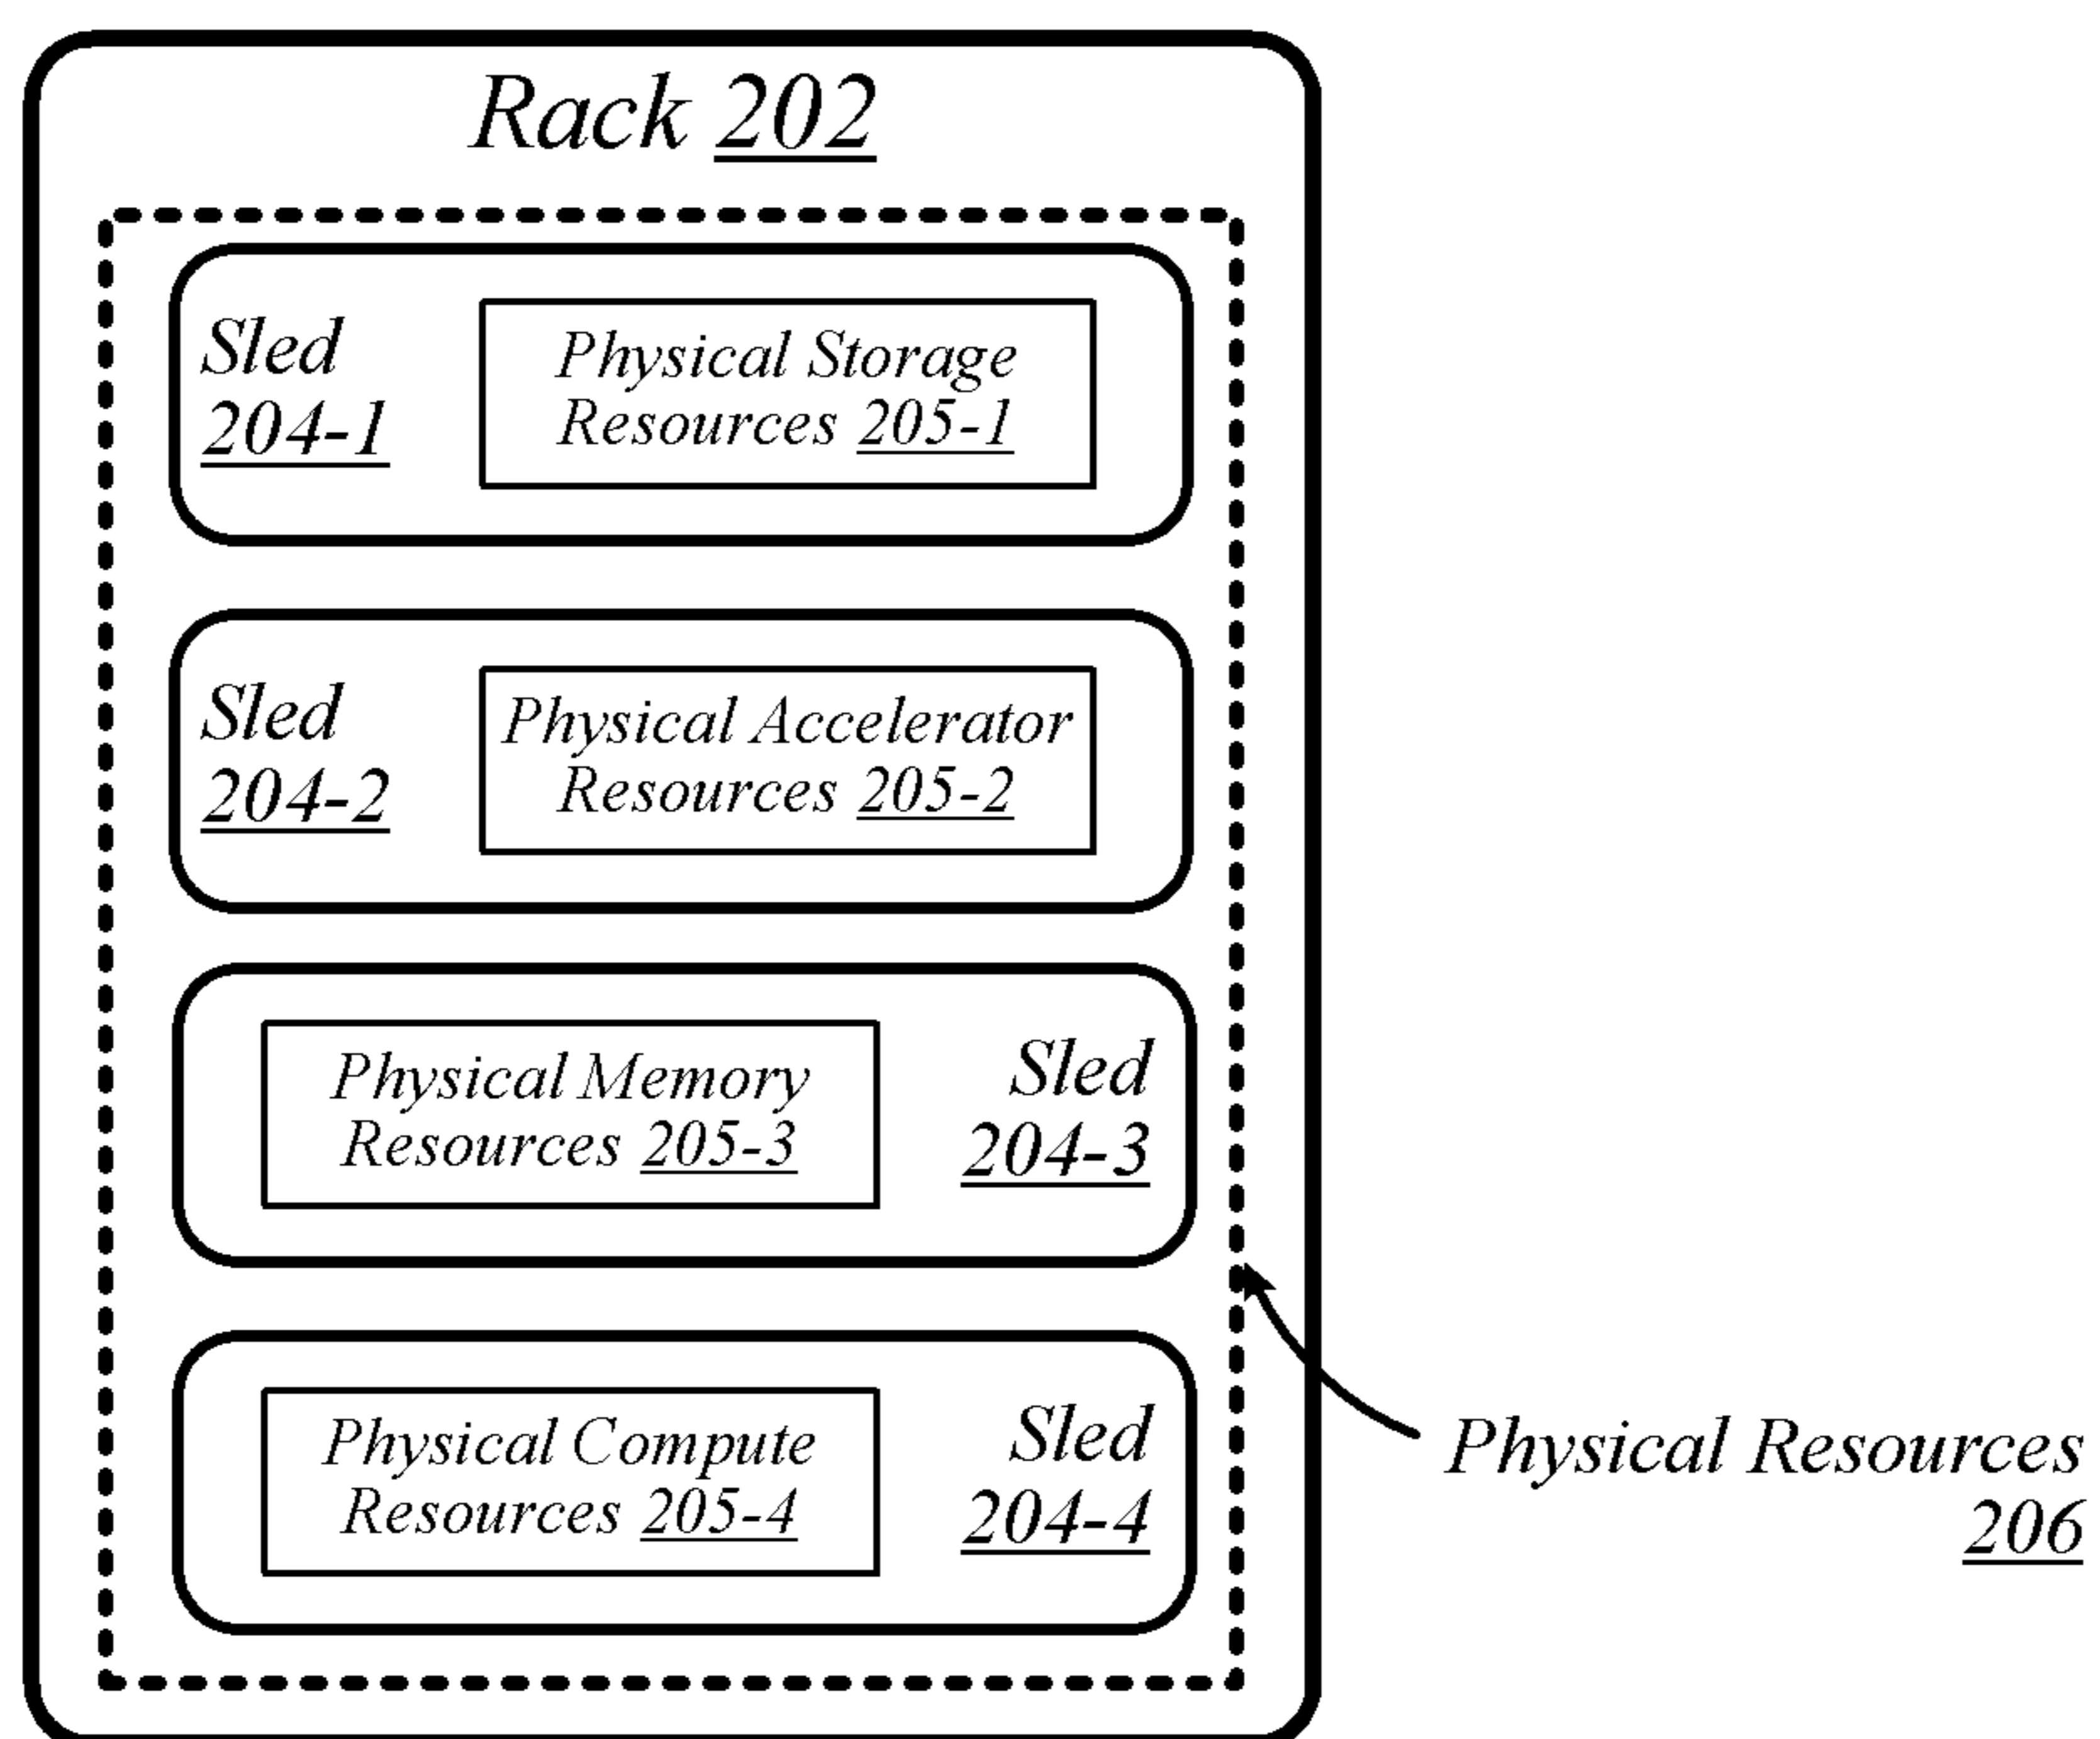 Rack 202
Sled
204-1
Physical Storage
Resources 205-1
Sled
204-2
Physical Accelerator
Resources 205-2
Physical Memory
Resources 205-3
Sled
204-3
Physical Compute
Resources 205-4
Sled
204-4
Physical Resources
206